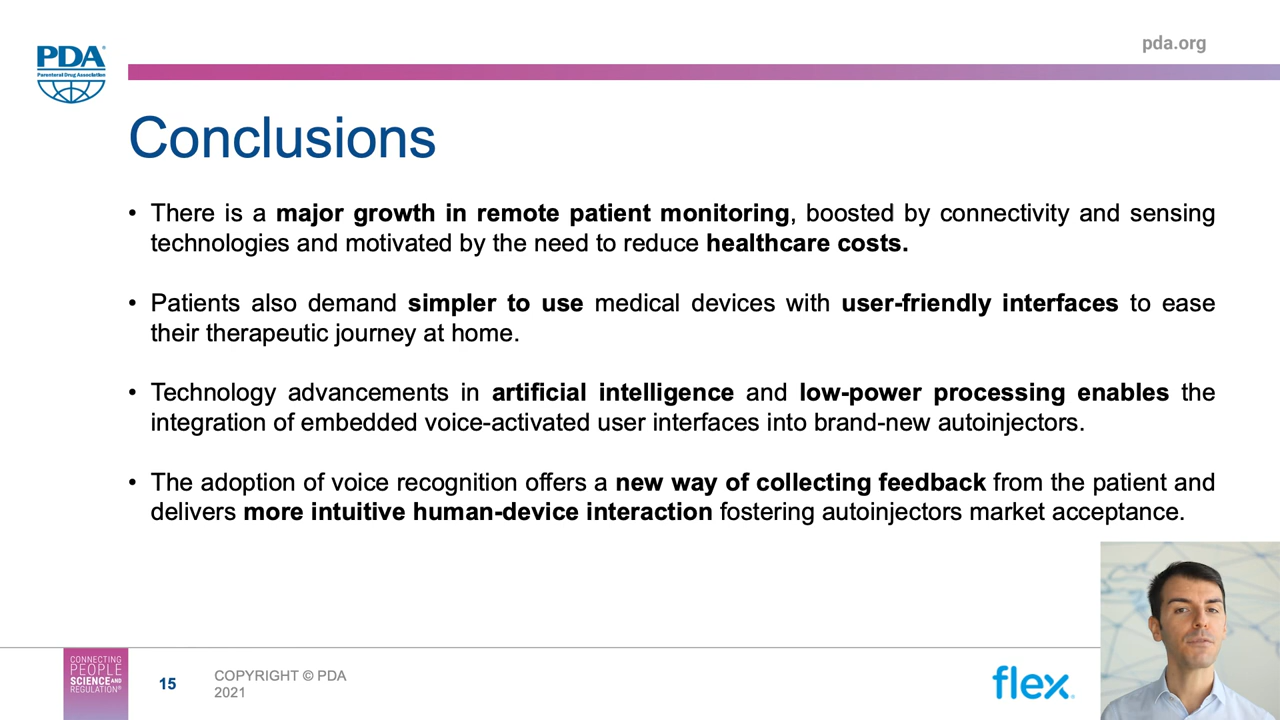 pda.org
PDA®
Parenteral Drug Association
Conclusions
• There is a major growth in remote patient monitoring, boosted by connectivity and sensing
technologies and motivated by the need to reduce healthcare costs.
• Patients also demand simpler to use medical devices with user-friendly interfaces to ease
their therapeutic journey at home.
• Technology advancements in artificial intelligence and low-power processing enables the
integration of embedded voice-activated user interfaces into brand-new autoinjectors.
• The adoption of voice recognition offers a new way of collecting feedback from the patient and
delivers more intuitive human-device interaction fostering autoinjectors market acceptance.
CONNECTING
PEOPLE
SCIENCE AND
REGULATION®
15
COPYRIGHT © PDA
2021
flex.